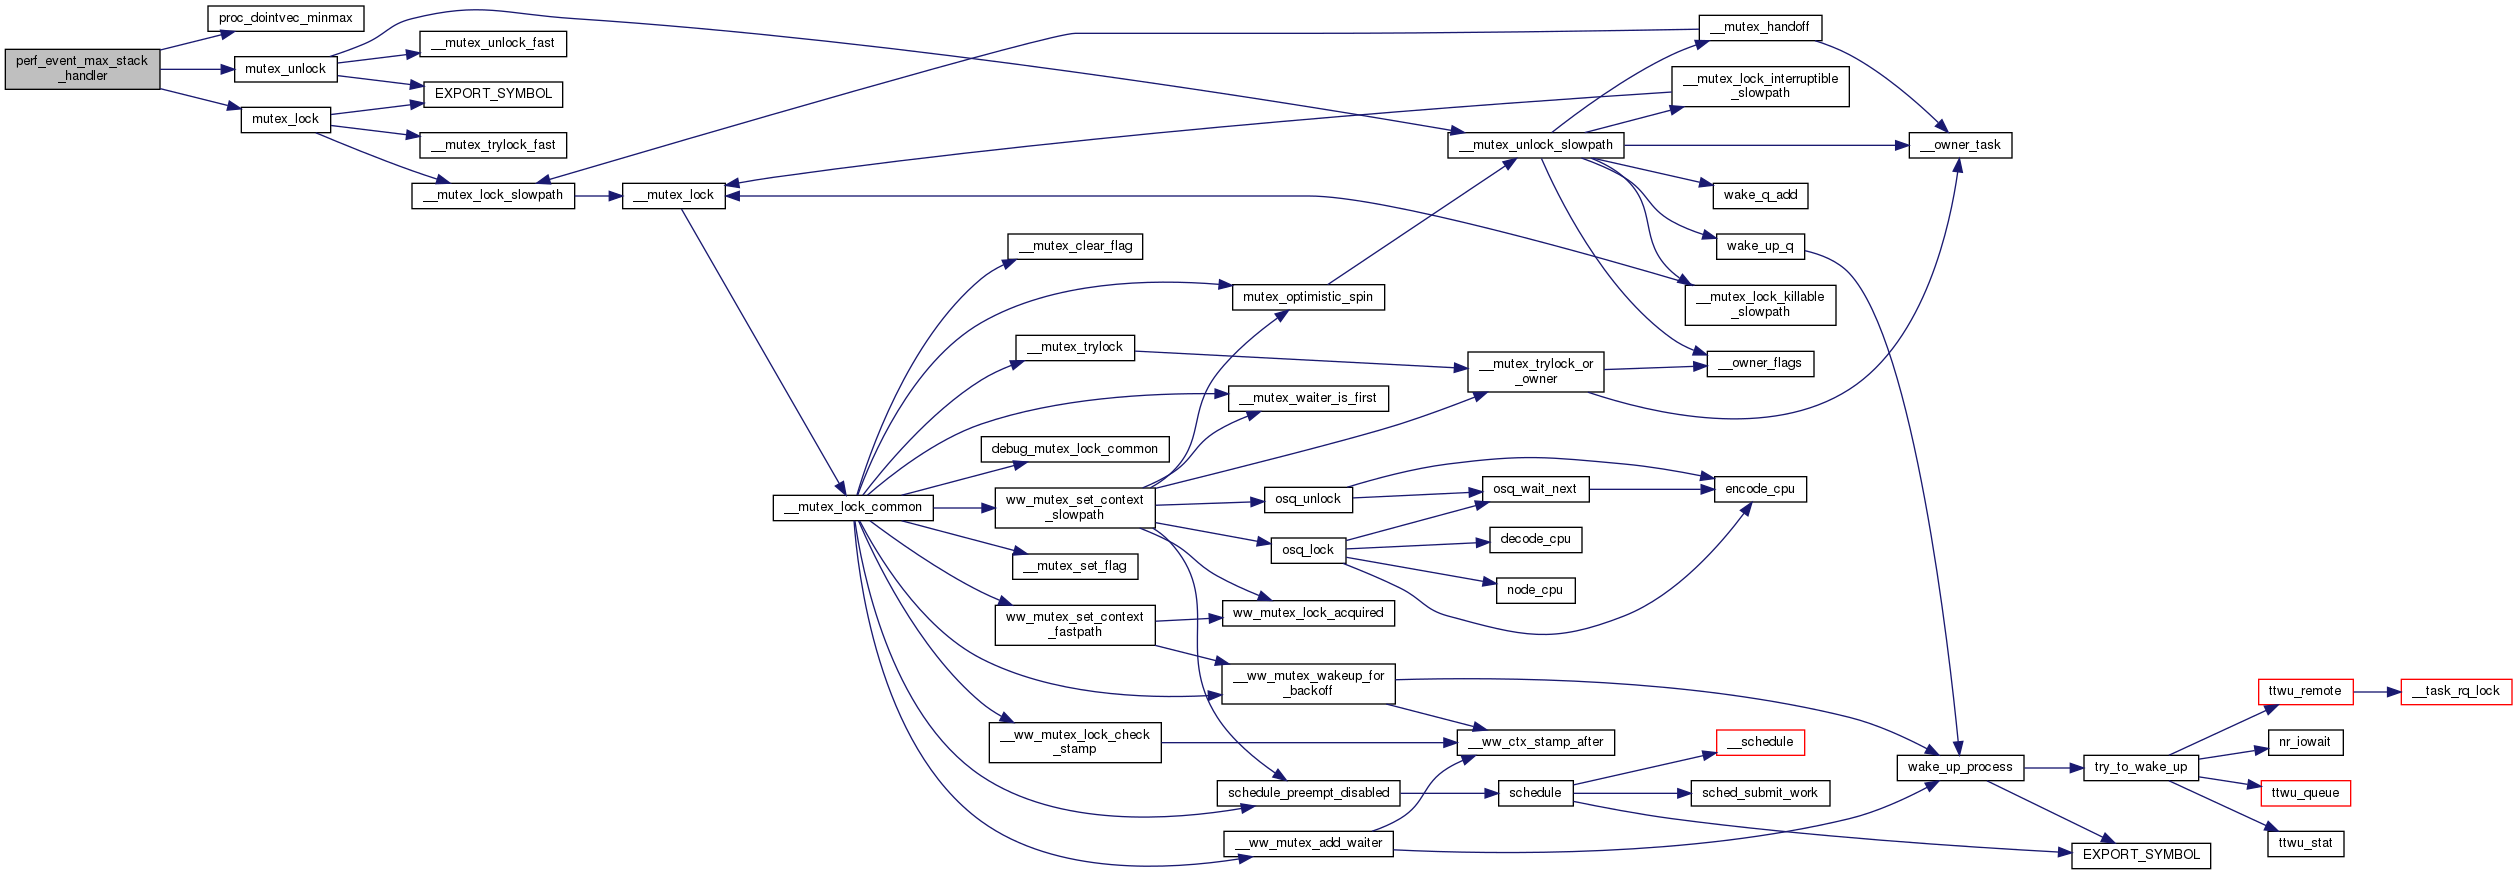 proc_dointvec_minmax
perf_event_max_stack
_handler
mutex_unlock
mutex_lock
__mutex_unlock_fast
EXPORT_SYMBOL
__mutex_trylock_fast
__mutex_lock_slowpath
__mutex_lock
__mutex_lock_common
__mutex_clear_flag
__mutex_trylock
debug_mutex_lock_common
ww_mutex_set_context
_slowpath
__mutex_set_flag
ww_mutex_set_context
_fastpath
__ww_mutex_lock_check
_stamp
mutex_optimistic_spin
__mutex_waiter_is_first
osq_unlock
osq_lock
ww_mutex_lock_acquired
__ww_mutex_wakeup_for
_backoff
schedule_preempt_disabled
__ww_mutex_add_waiter
__mutex_unlock_slowpath
__mutex_trylock_or
_owner
osq_wait_next
decode_cpu
node_cpu
__ww_ctx_stamp_after
schedule
__mutex_handoff
__mutex_lock_interruptible
_slowpath
wake_q_add
wake_up_q
__mutex_lock_killable
_slowpath
__owner_flags
encode_cpu
__schedule
sched_submit_work
__owner_task
wake_up_process
try_to_wake_up
EXPORT_SYMBOL
ttwu_remote
nr_iowait
ttwu_queue
ttwu_stat
__task_rq_lock